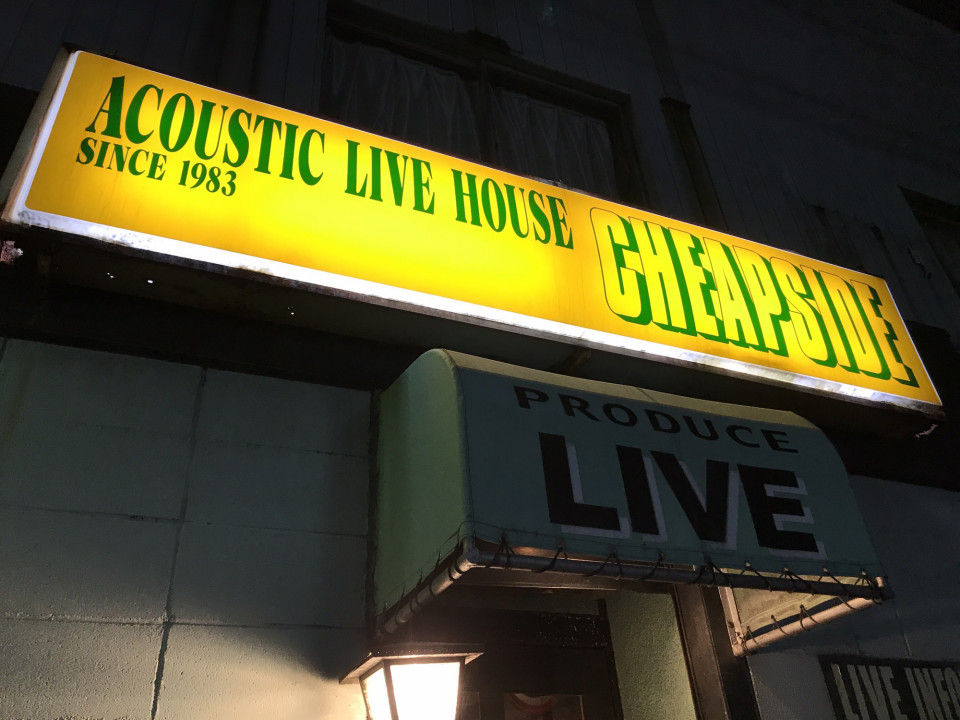 ACOUSTIC LIVE HOUSE
SINCE 1983
CHEAPSIDE
PRODUCE
LIVE
LIVE INFO